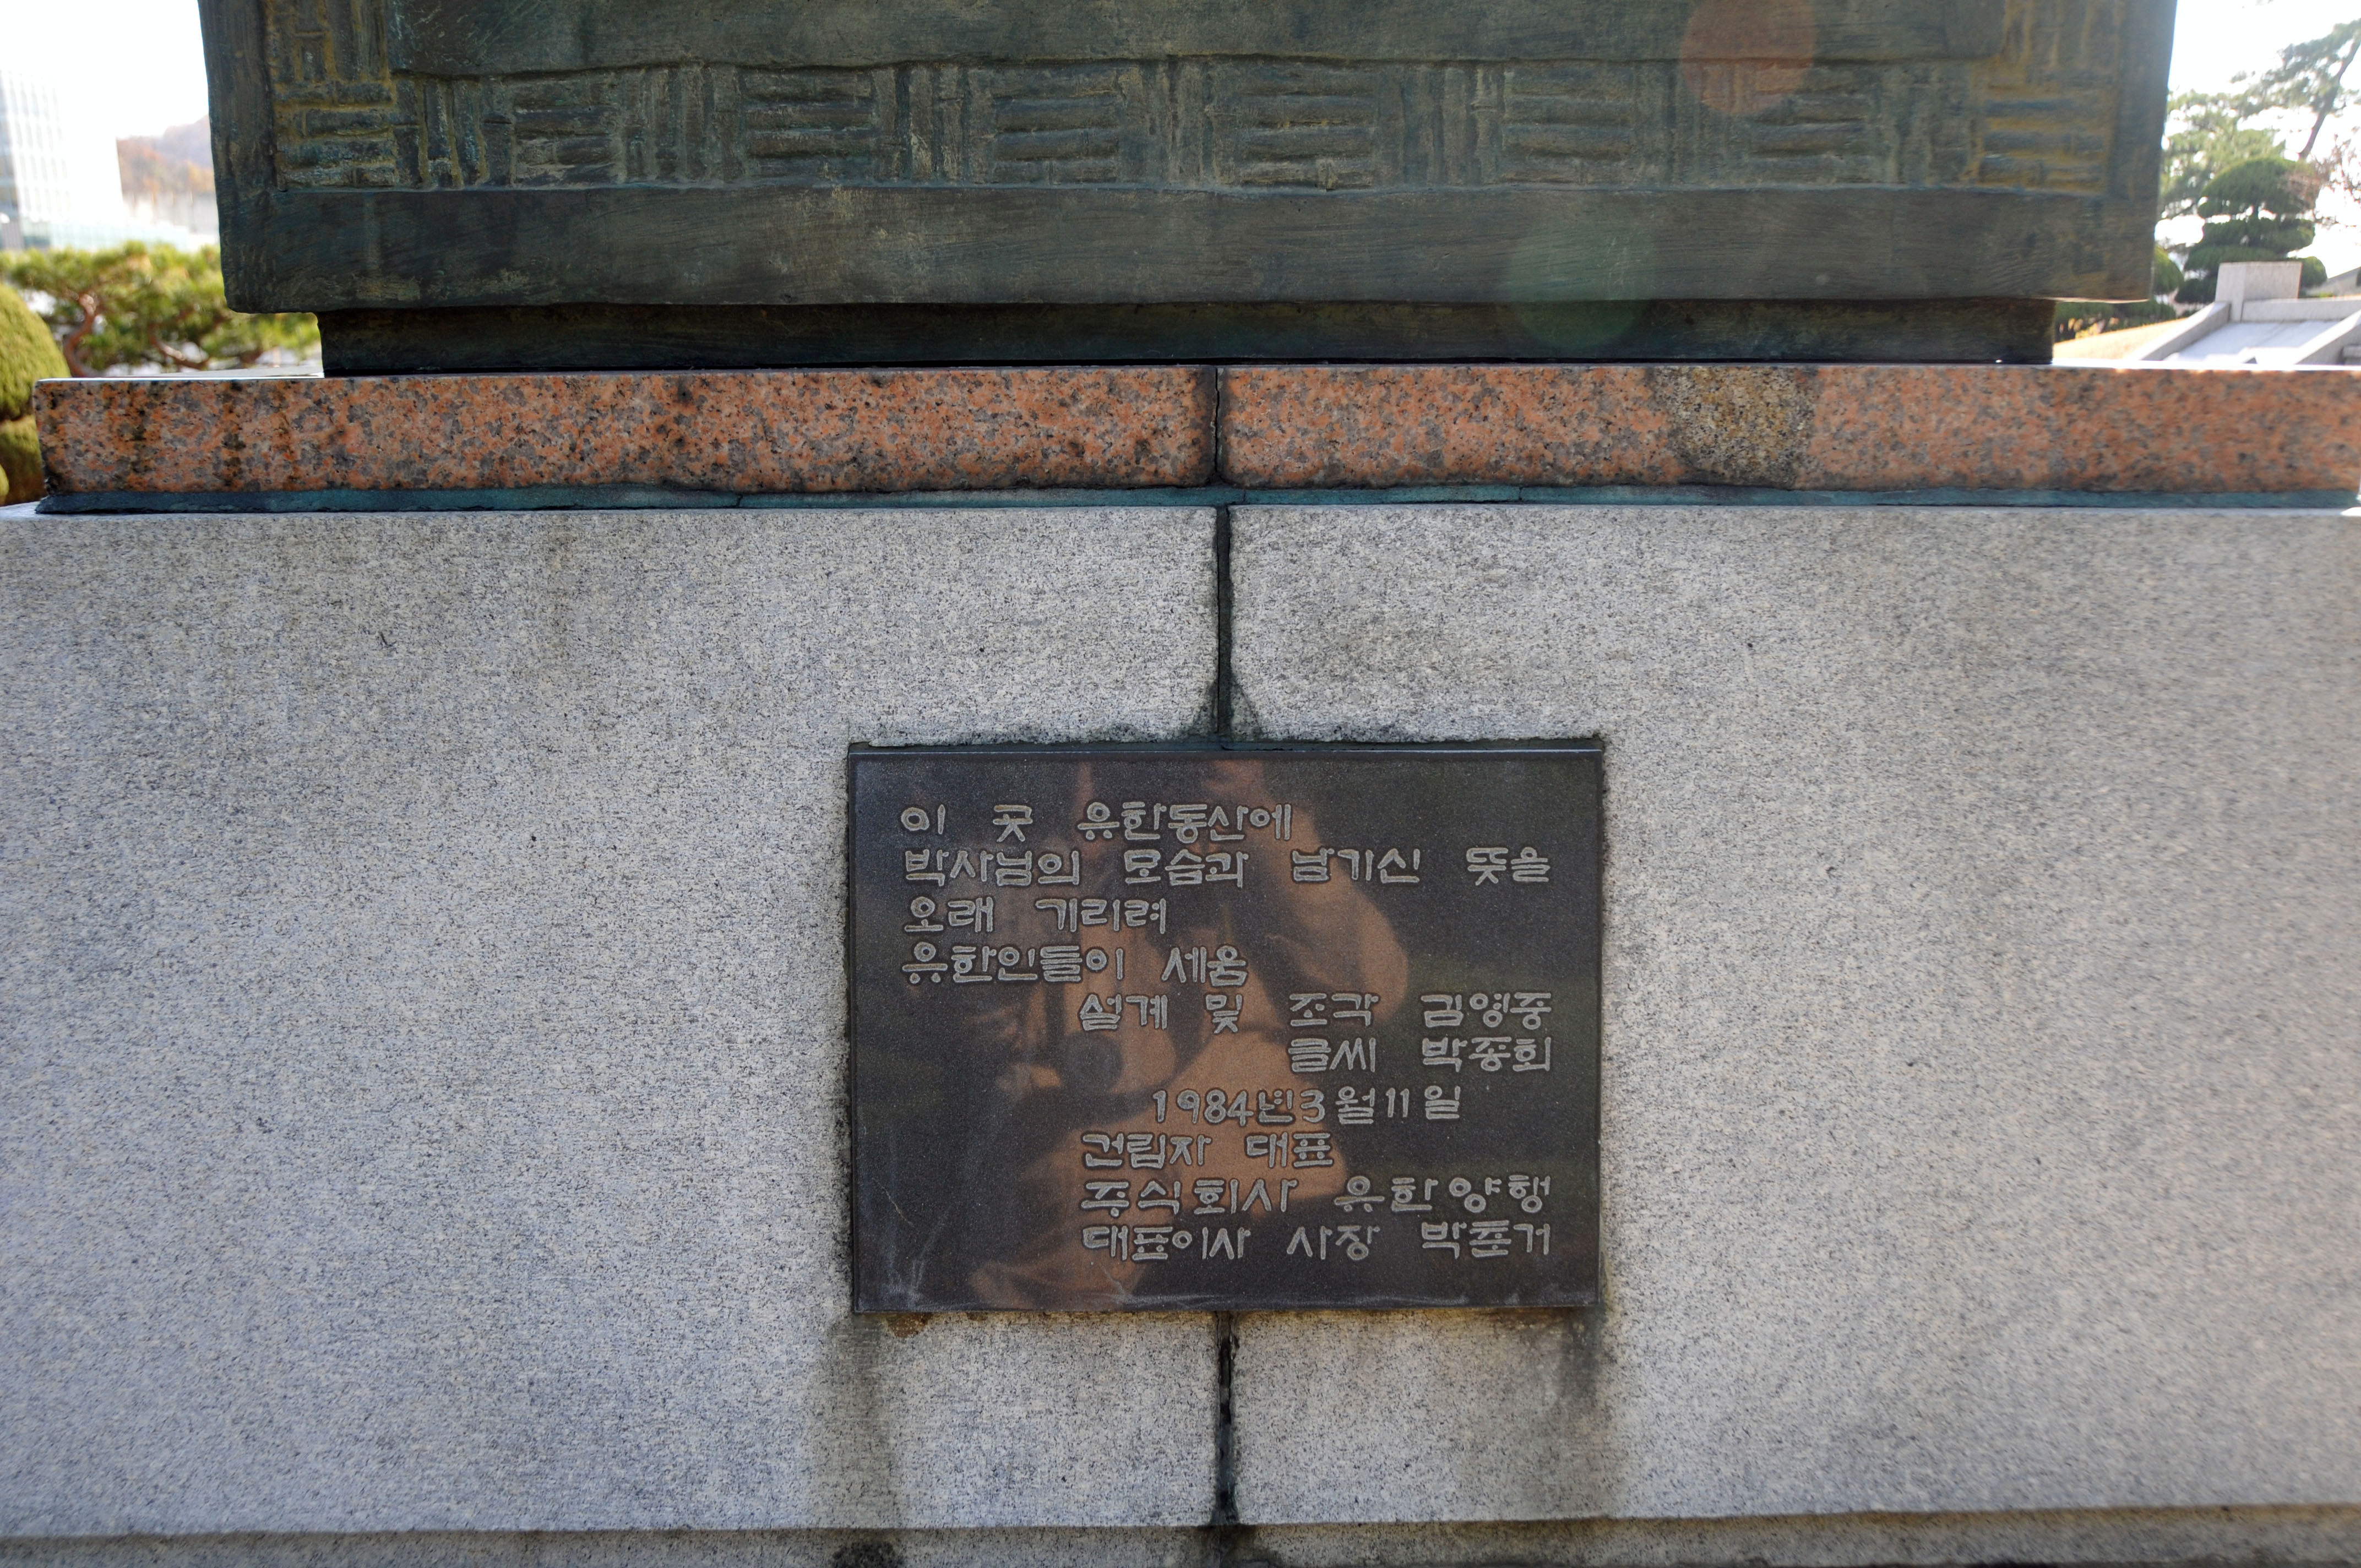 이 곳 유한동산에
박사님의 모습과 남기신 뜻을
오래 기리려
유한인들이 세움
설계 및 조각 김영중
글씨 박종회
1984년3월11일
건립자 대표
주식회사 유한양행
대표이사 사장 박춘거